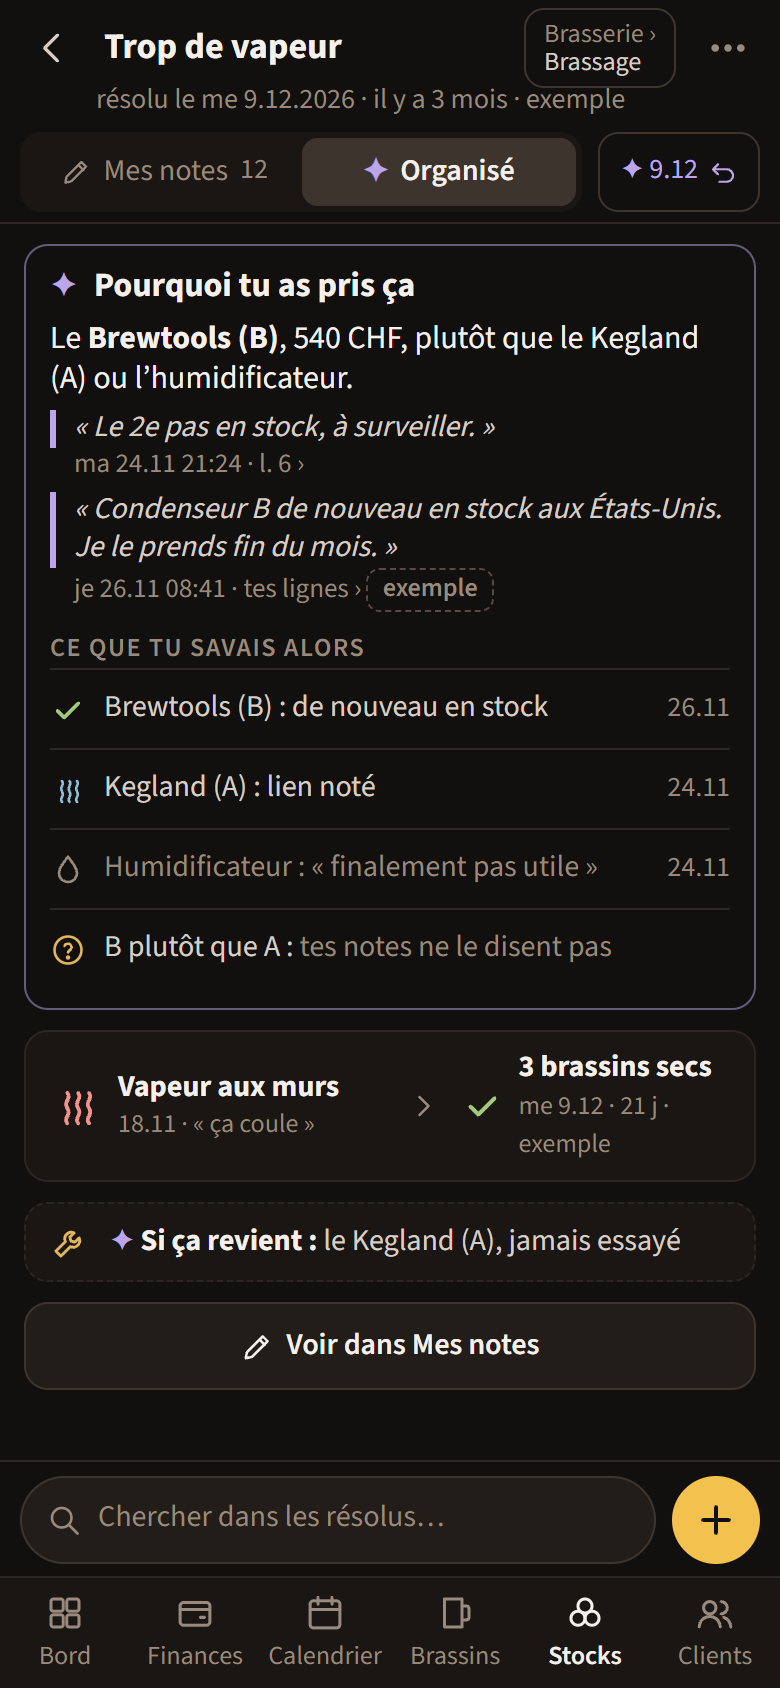 Trop de vapeur
Brasserie ›
Brassage
résolu le me 9.12.2026 · il y a 3 mois · exemple
Mes notes 12
Organisé
9.12
Pourquoi tu as pris ça
Le Brewtools (B), 540 CHF, plutôt que le Kegland
(A) ou l’humidificateur.
« Le 2e pas en stock, à surveiller. »
ma 24.11 21:24 · l. 6 ›
« Condenseur B de nouveau en stock aux États-Unis.
Je le prends fin du mois. »
je 26.11 08:41 · tes lignes › exemple
CE QUE TU SAVAIS ALORS
Brewtools (B) : de nouveau en stock 26.11
Kegland (A) : lien noté 24.11
Humidificateur : « finalement pas utile » 24.11
B plutôt que A : tes notes ne le disent pas
Vapeur aux murs
18.11 · « ça coule »
3 brassins secs
me 9.12 · 21 j ·
exemple
Si ça revient : le Kegland (A), jamais essayé
Voir dans Mes notes
Chercher dans les résolus…
Bord
Finances
Calendrier
Brassins
Stocks
Clients